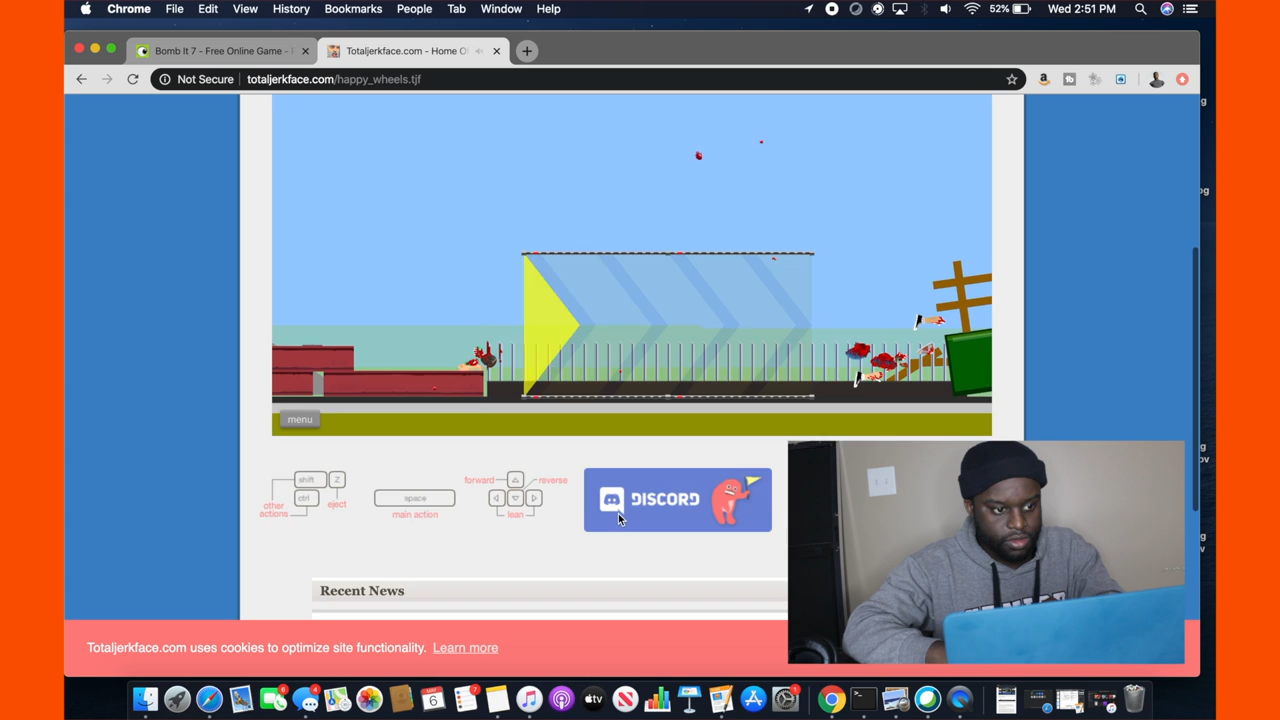 Chrome File Edit View History Bookmarks People Tab Window Help 52% Wed 2:51 PM
Bomb It 7 - Free Online Game - Totaljerkface.com - Home O
Not Secure totaljerkface.com/happy_wheels.tjf
menu
shift Z
ctrl
other actions
eject
space
main action
forward reverse
lean
DISCORD
Recent News
Totaljerkface.com uses cookies to optimize site functionality. Learn more